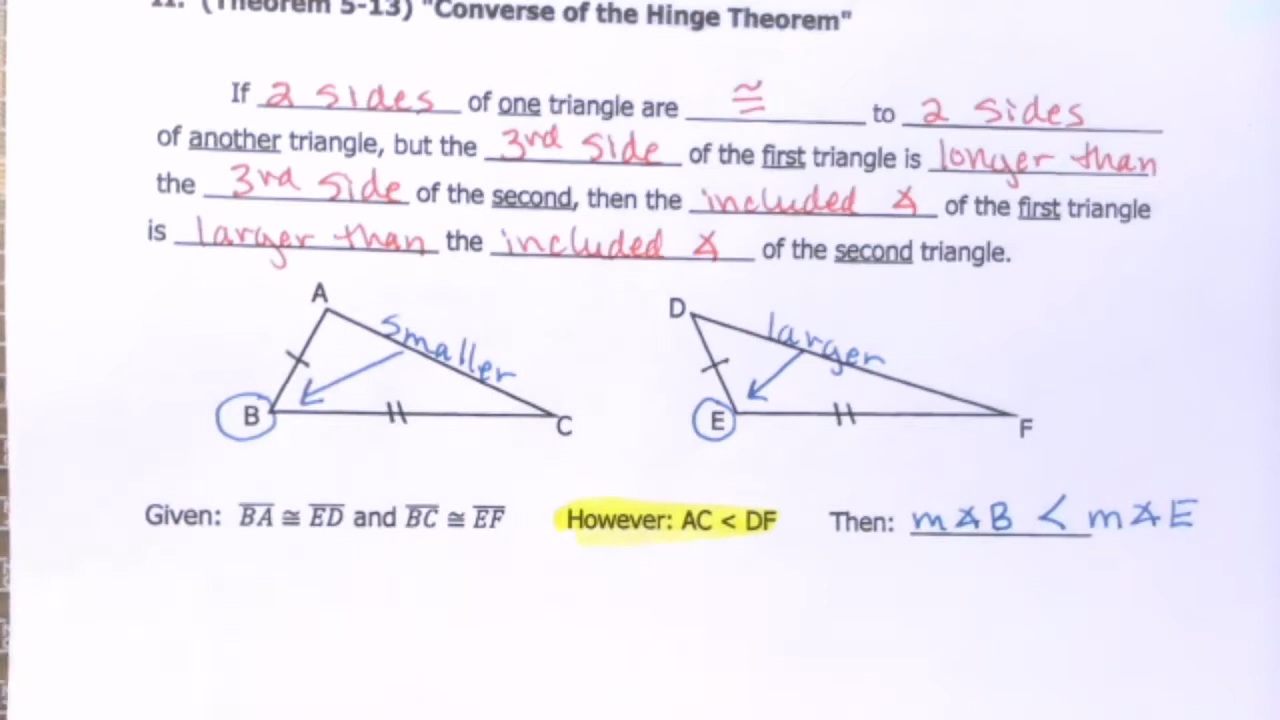 II. (Theorem 5-13) "Converse of the Hinge Theorem"
If 2 sides of one triangle are ≅ to 2 sides
of another triangle, but the 3rd side of the first triangle is longer than
the 3rd side of the second, then the included ∡ of the first triangle
is larger than the included ∡ of the second triangle.
A
smaller
B
C
D
larger
E
F
Given: BA ≅ ED and BC ≅ EF However: AC < DF Then: m∡B < m∡E